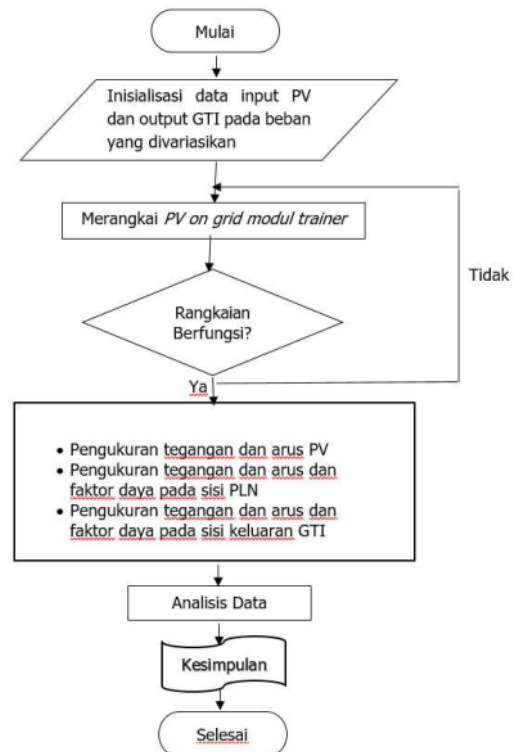 Mulai
Inisialisasi data input PV
dan output GTI pada beban
yang divariasikan
Merangkai PV on grid modul trainer
Tidak
Rangkaian
Berfungsi?
Ya
• Pengukuran tegangan dan arus PV
• Pengukuran tegangan dan arus dan
faktor daya pada sisi PLN
• Pengukuran tegangan dan arus dan
faktor daya pada sisi keluaran GTI
Analisis Data
Kesimpulan
Selesai